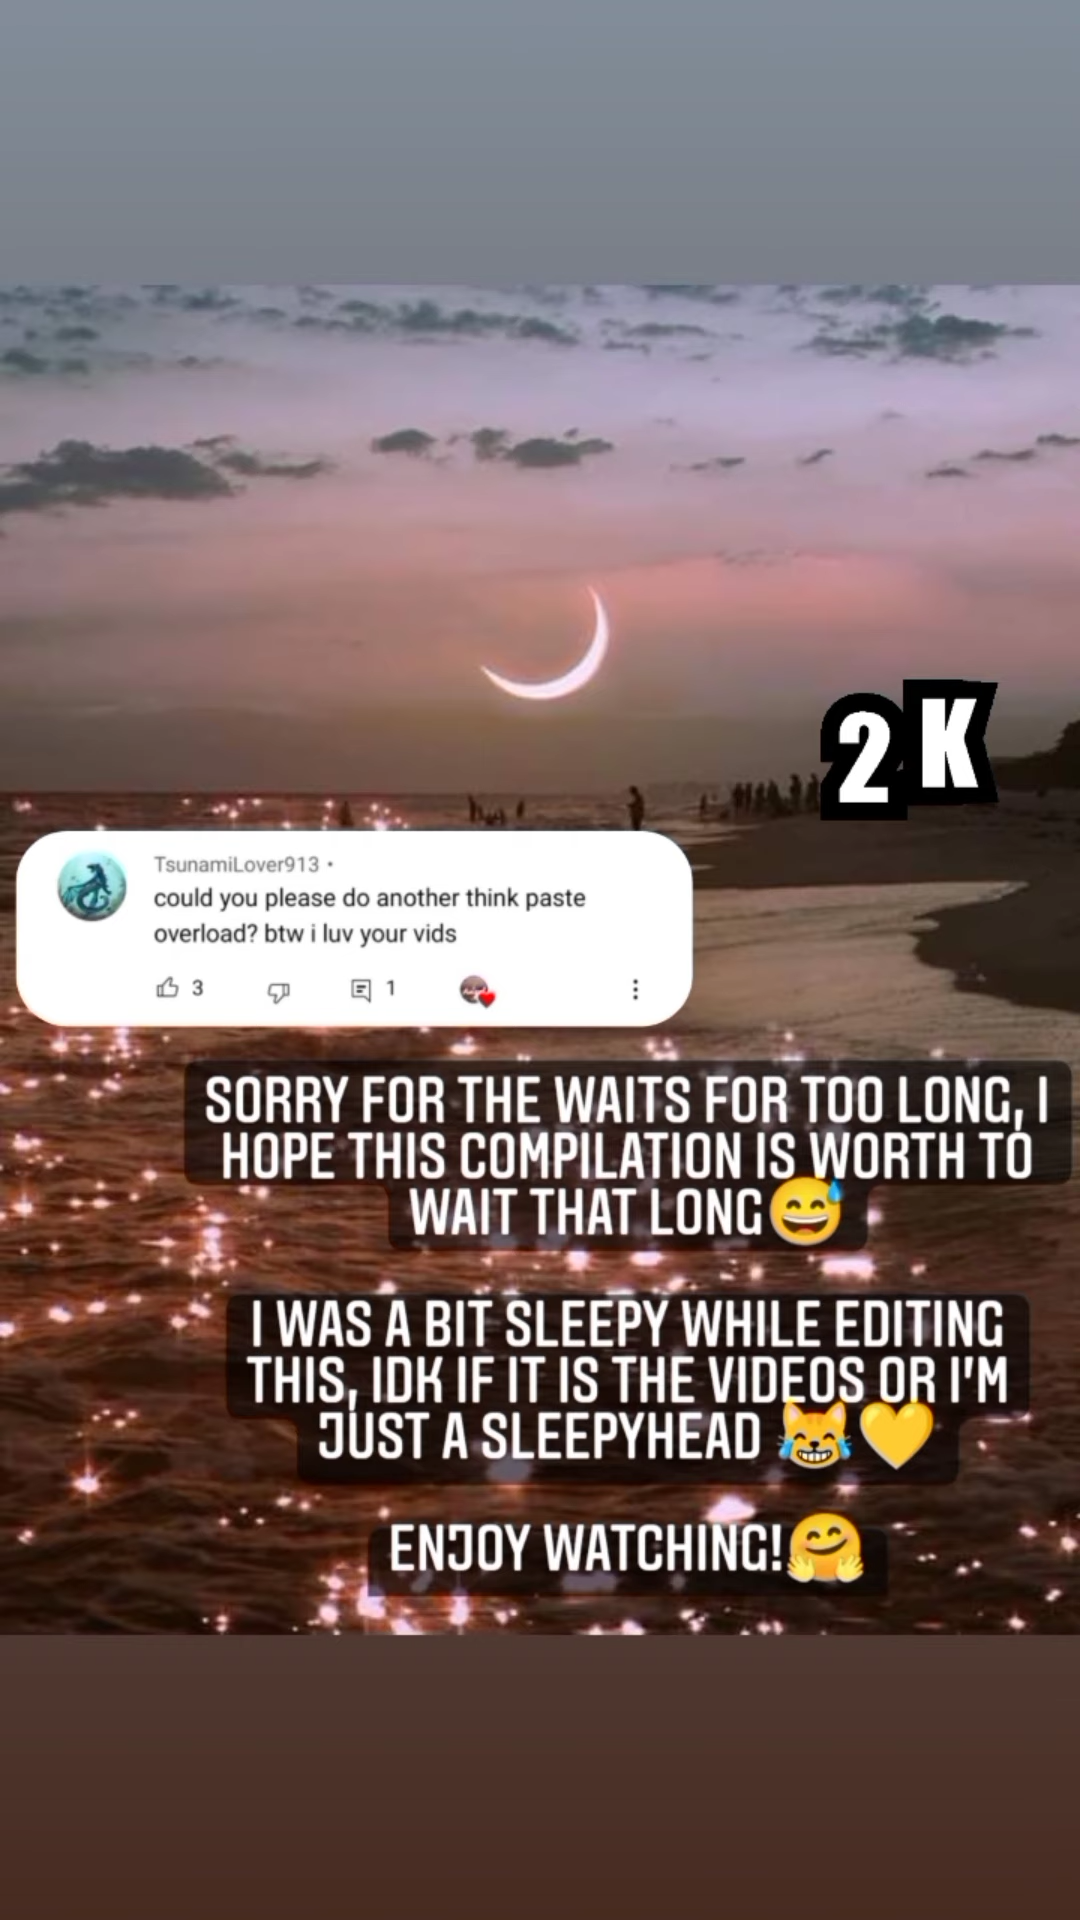 2K
TsunamiLover913 •
could you please do another think paste
overload? btw i luv your vids
3
1
SORRY FOR THE WAITS FOR TOO LONG, I
HOPE THIS COMPILATION IS WORTH TO
WAIT THAT LONG😅
I WAS A BIT SLEEPY WHILE EDITING
THIS, IDK IF IT IS THE VIDEOS OR I'M
JUST A SLEEPYHEAD 😹💛
ENJOY WATCHING!🤗